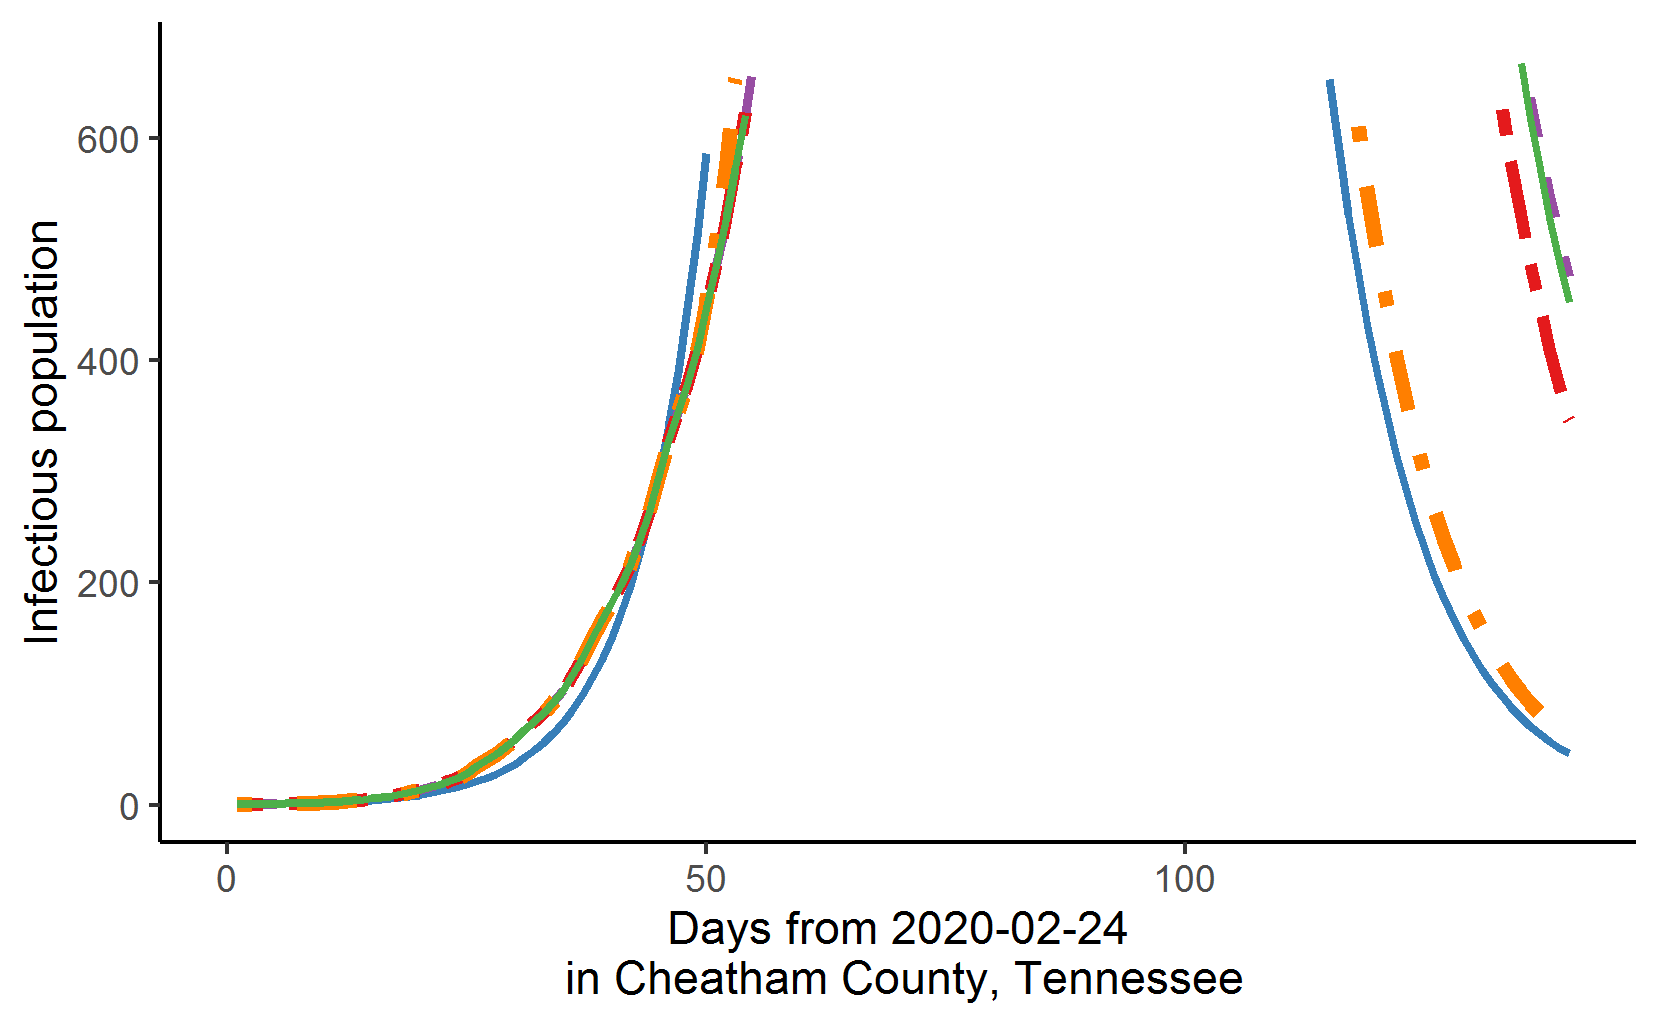 Infectious population
600
400
200
0
0
50
100
Days from 2020-02-24
in Cheatham County, Tennessee